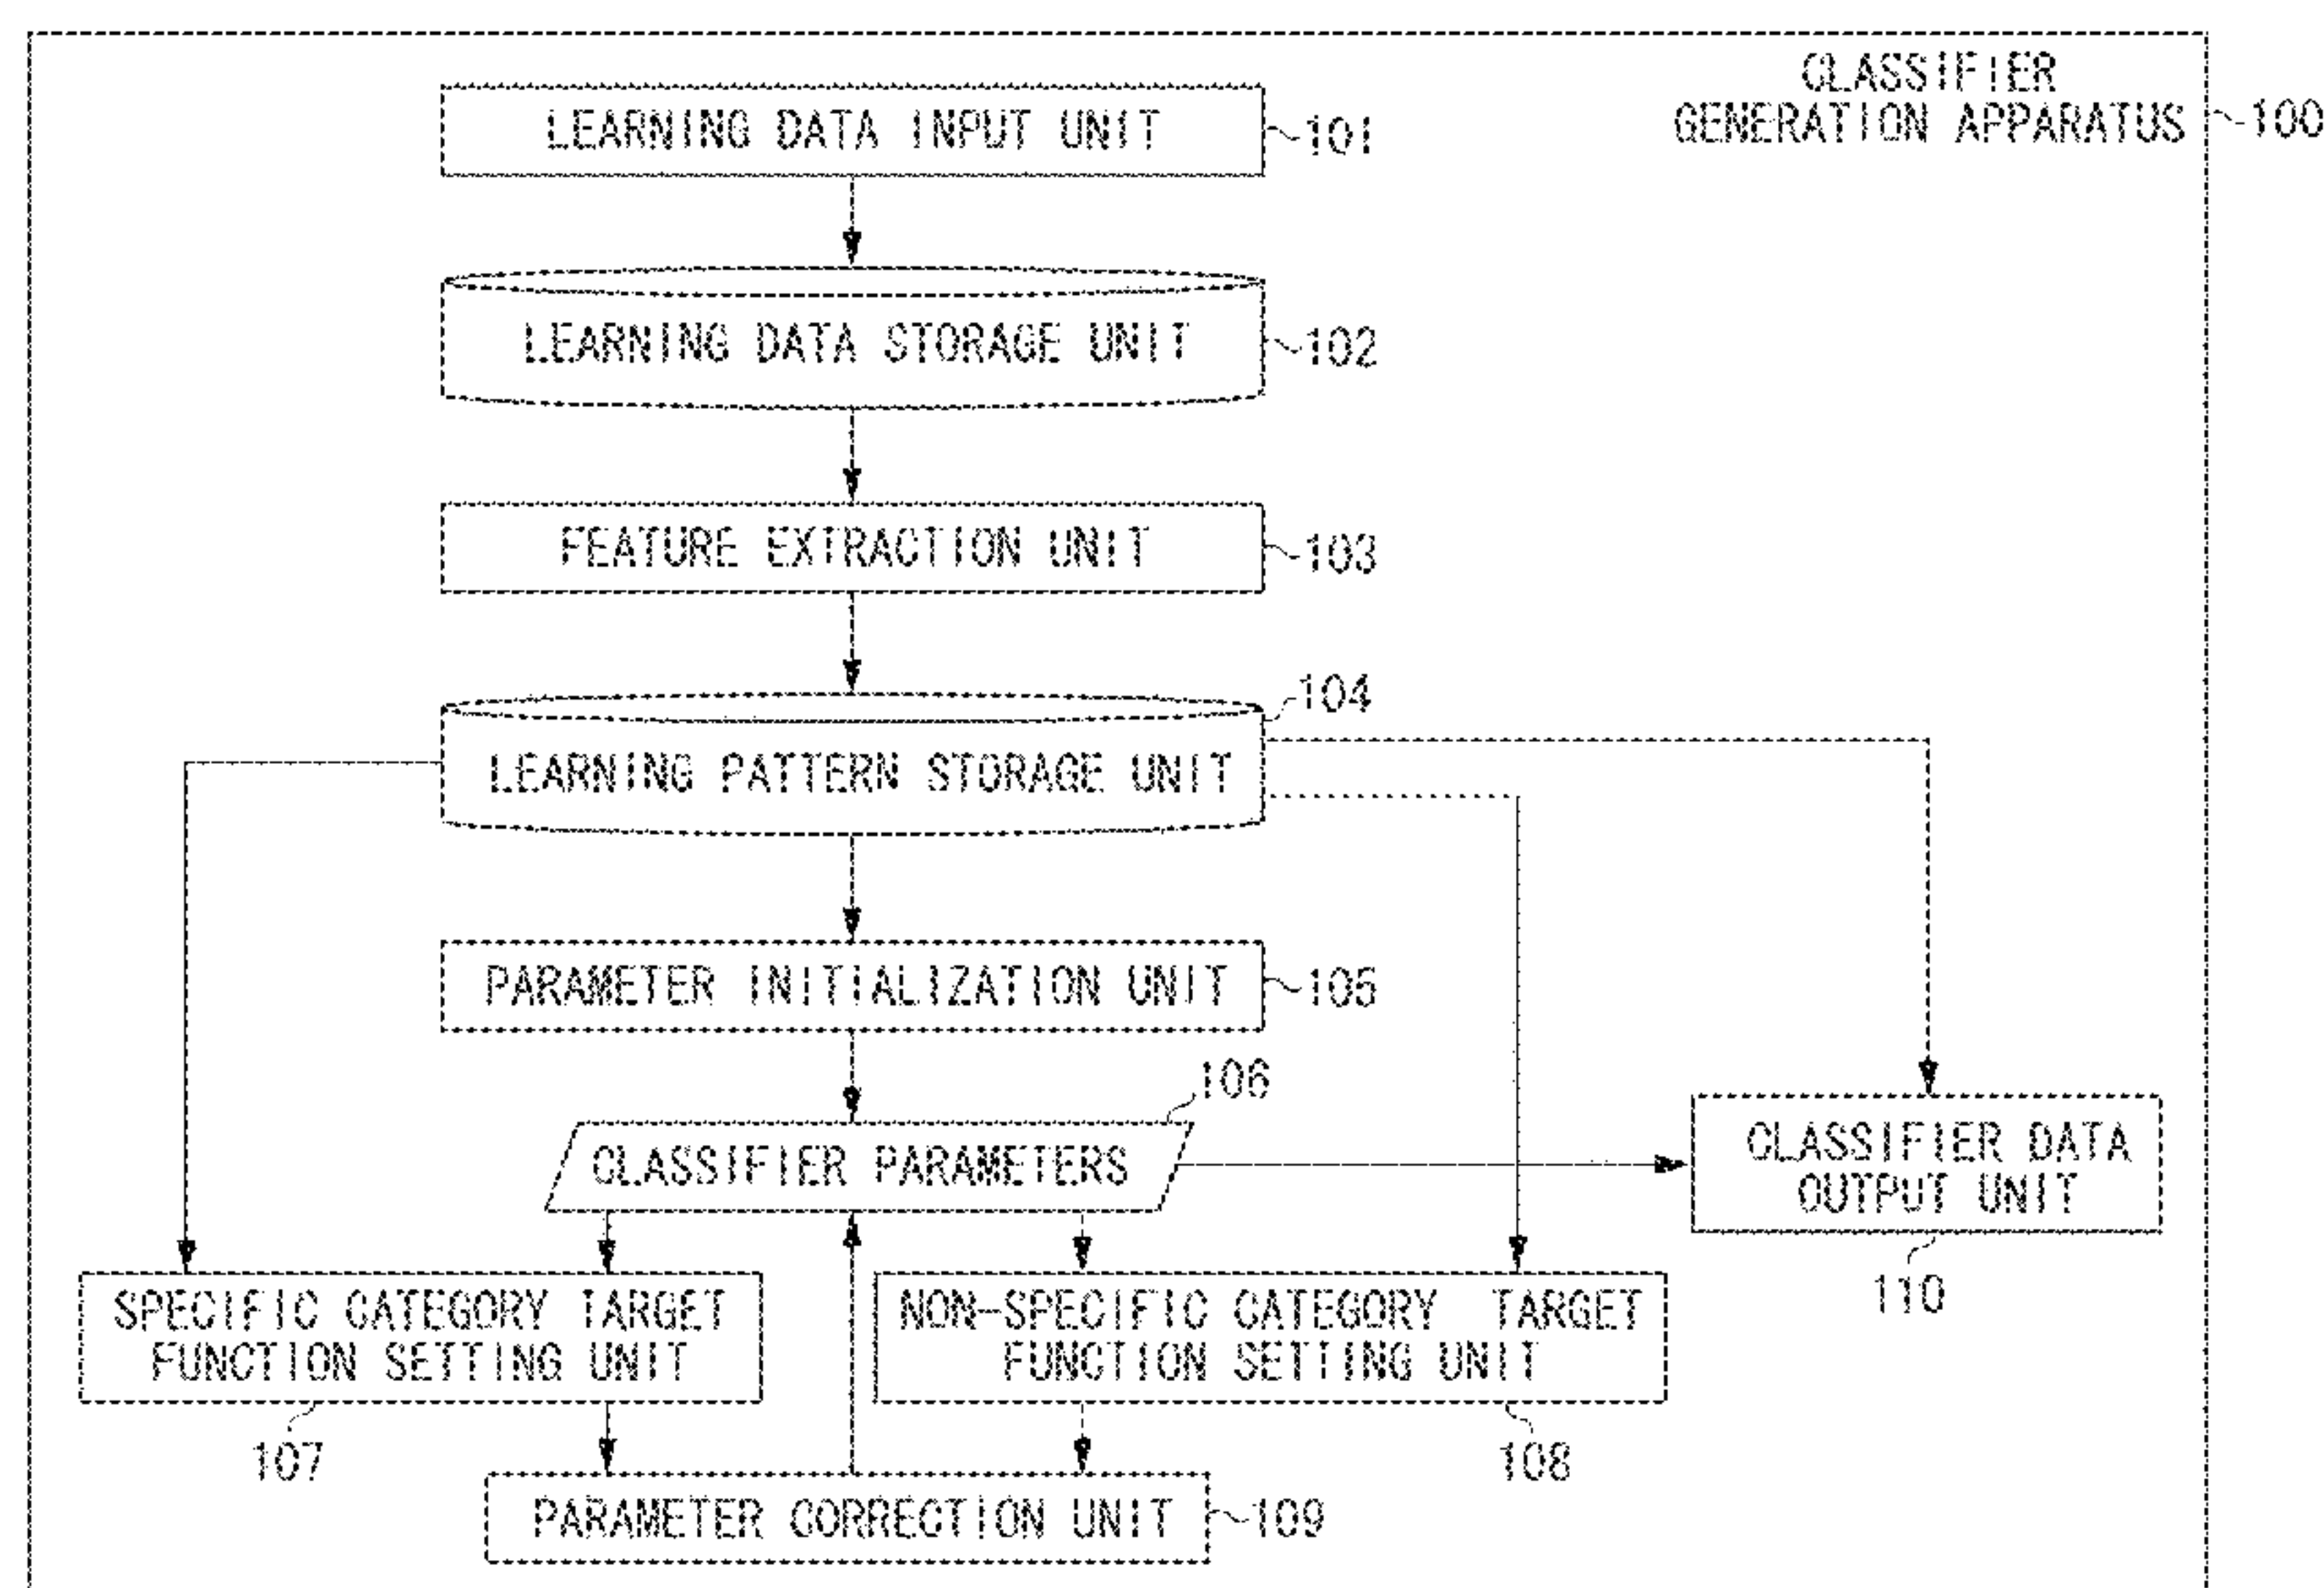 CLASSIFIER
GENERATION APPARATUS
100
LEARNING DATA INPUT UNIT
101
LEARNING DATA STORAGE UNIT
102
FEATURE EXTRACTION UNIT
103
104
LEARNING PATTERN STORAGE UNIT
PARAMETER INITIALIZATION UNIT
105
106
CLASSIFIER PARAMETERS
CLASSIFIER DATA
OUTPUT UNIT
110
SPECIFIC CATEGORY TARGET
FUNCTION SETTING UNIT
107
NON-SPECIFIC CATEGORY TARGET
FUNCTION SETTING UNIT
108
PARAMETER CORRECTION UNIT
109